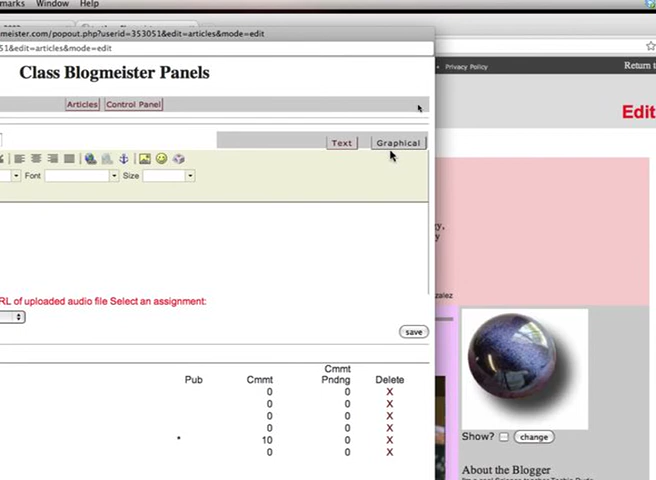 marks Window Help
meister.com/popout.php?userid=353051&edit=articles&mode=edit
51&edit=articles&mode=edit
Privacy Policy
Return
Class Blogmeister Panels
Articles Control Panel
Edit
Text Graphical
Font Size
zalez
RL of uploaded audio file Select an assignment:
save
Pub Cmmt Cmmt Pndng Delete
0 0 X
0 0 X
0 0 X
0 0 X
* 10 0 X
0 0 X
Show? change
About the Blogger